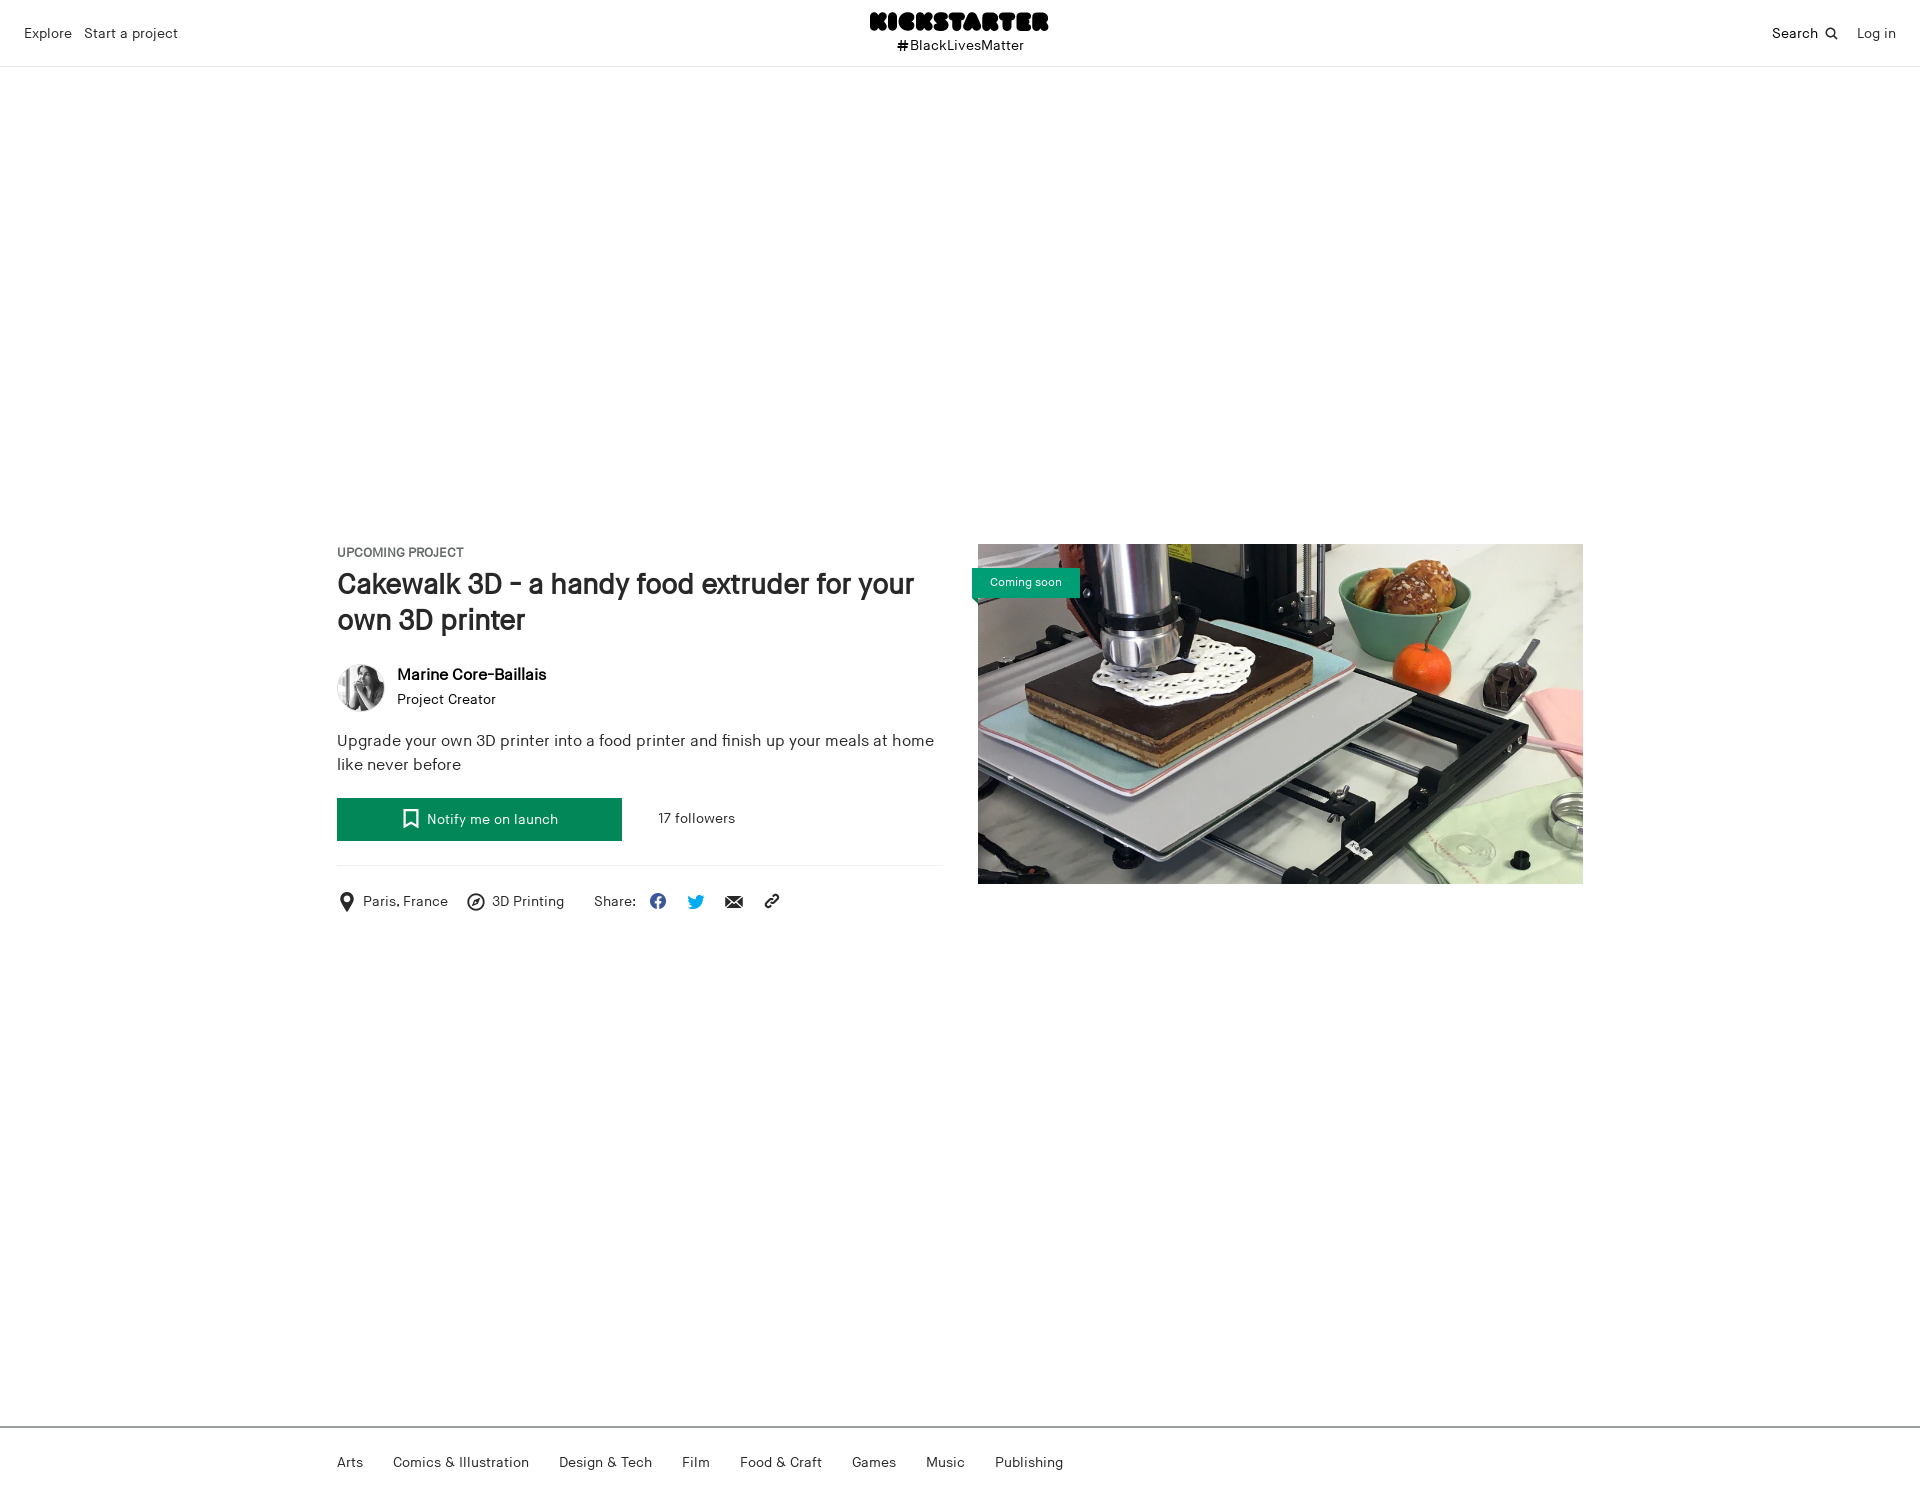 Explore Start a project
KICKSTARTER
#BlackLivesMatter
Search
Log in
UPCOMING PROJECT
Cakewalk 3D - a handy food extruder for your
own 3D printer
Marine Core-Baillais
Project Creator
Upgrade your own 3D printer into a food printer and finish up your meals at home
like never before
Notify me on launch
17 followers
Paris, France
3D Printing
Share:
Coming soon
Arts Comics & Illustration Design & Tech Film Food & Craft Games Music Publishing